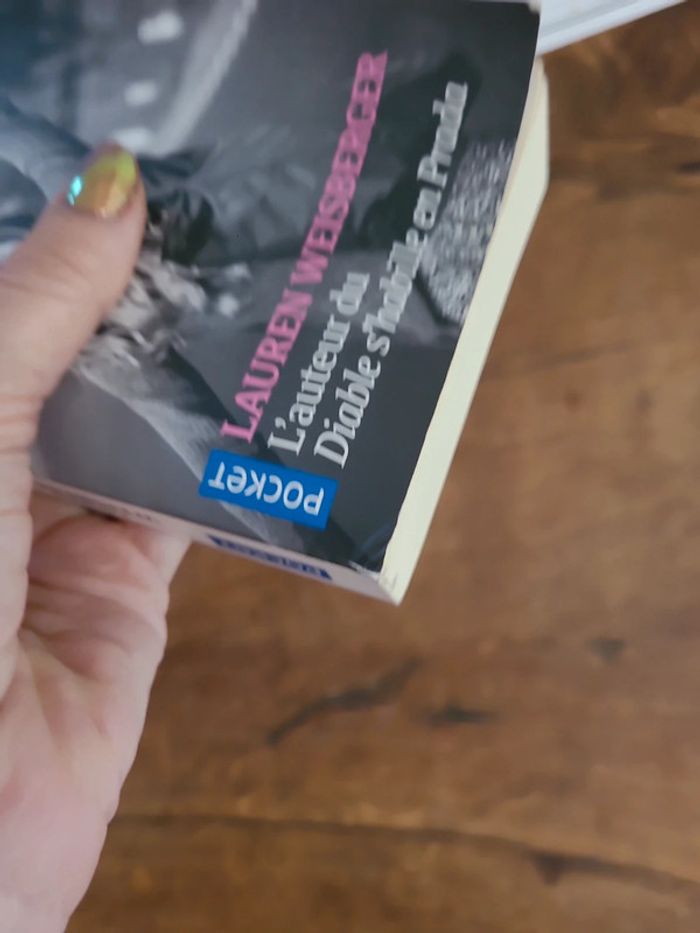 LAUREN WEISBERGER
L'auteur du
Diable s'habille en Prada
POCKET